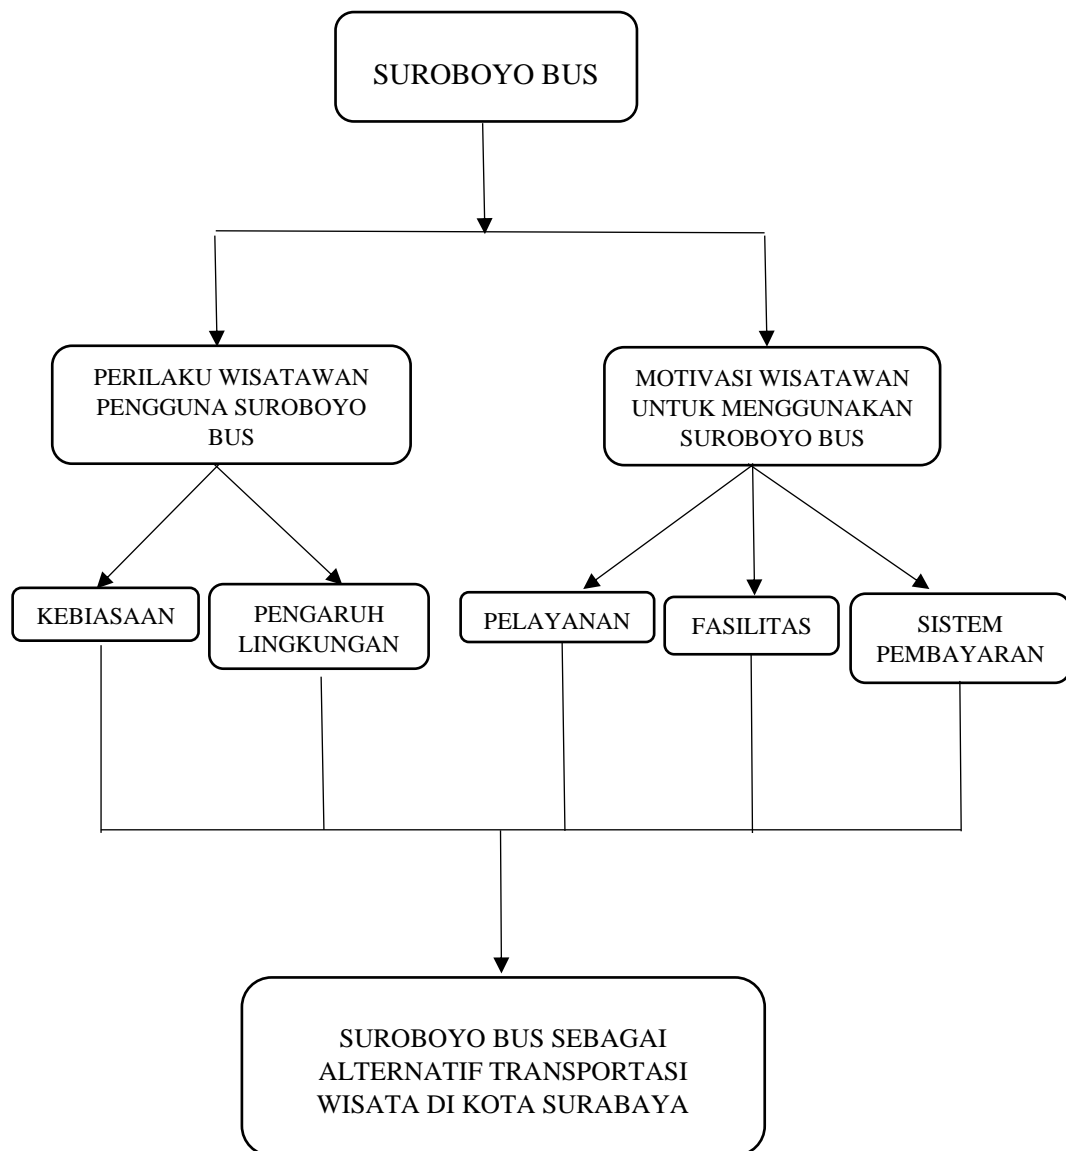 SUROBOYO BUS
PERILAKU WISATAWAN
PENGGUNA SUROBOYO
BUS
MOTIVASI WISATAWAN
UNTUK MENGGUNAKAN
SUROBOYO BUS
KEBIASAAN
PENGARUH
LINGKUNGAN
PELAYANAN
FASILITAS
SISTEM
PEMBAYARAN
SUROBOYO BUS SEBAGAI
ALTERNATIF TRANSPORTASI
WISATA DI KOTA SURABAYA